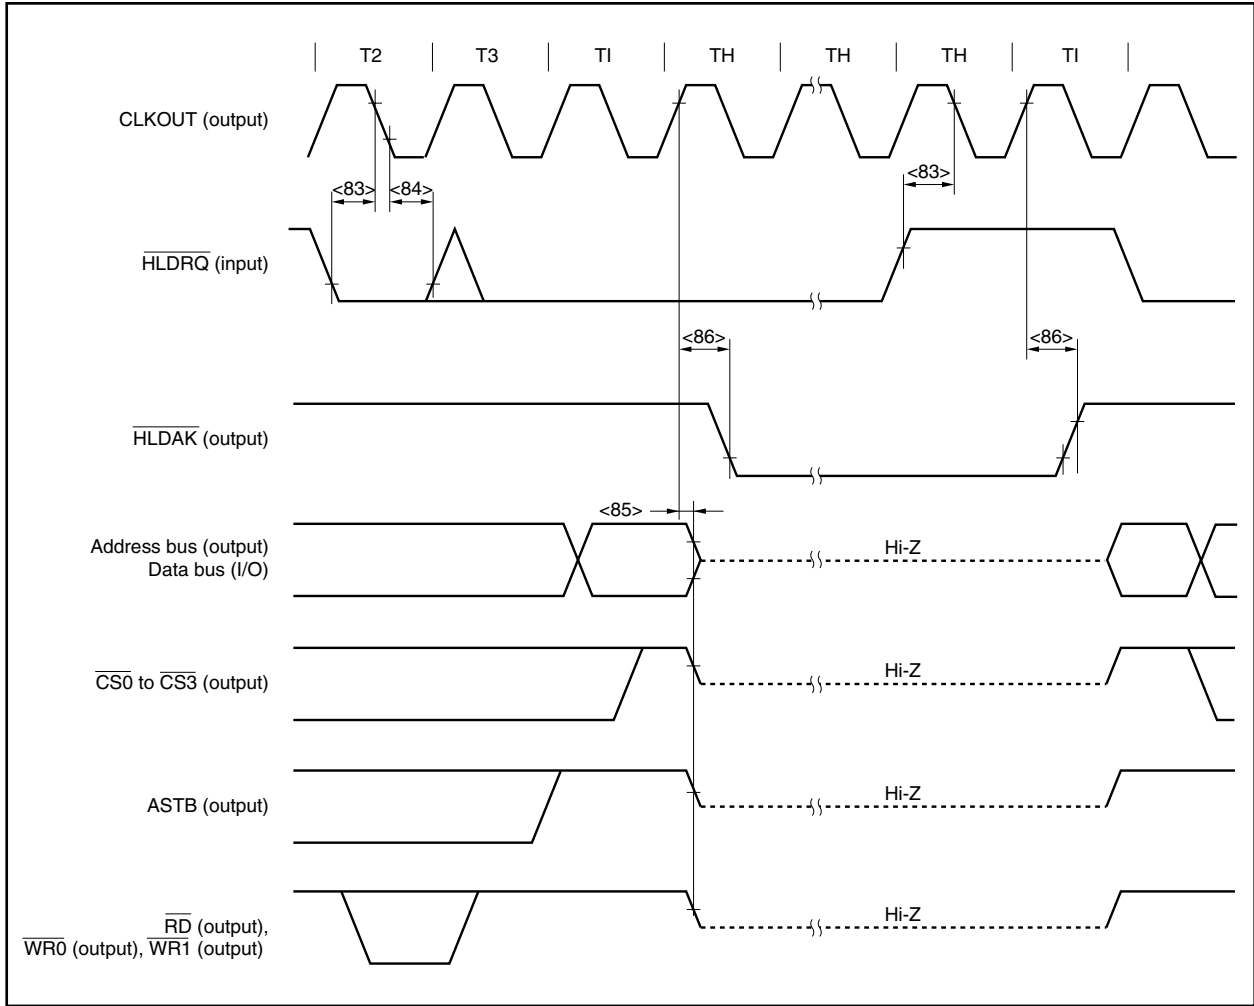 T2 T3 TI TH TH TH TI
CLKOUT (output)
<83> <84> <83>
HLDRQ (input)
<86> <86>
HLDAK (output)
<85>
Address bus (output)
Data bus (I/O)
Hi-Z
CS0 to CS3 (output)
Hi-Z
ASTB (output)
Hi-Z
RD (output),
WR0 (output), WR1 (output)
Hi-Z